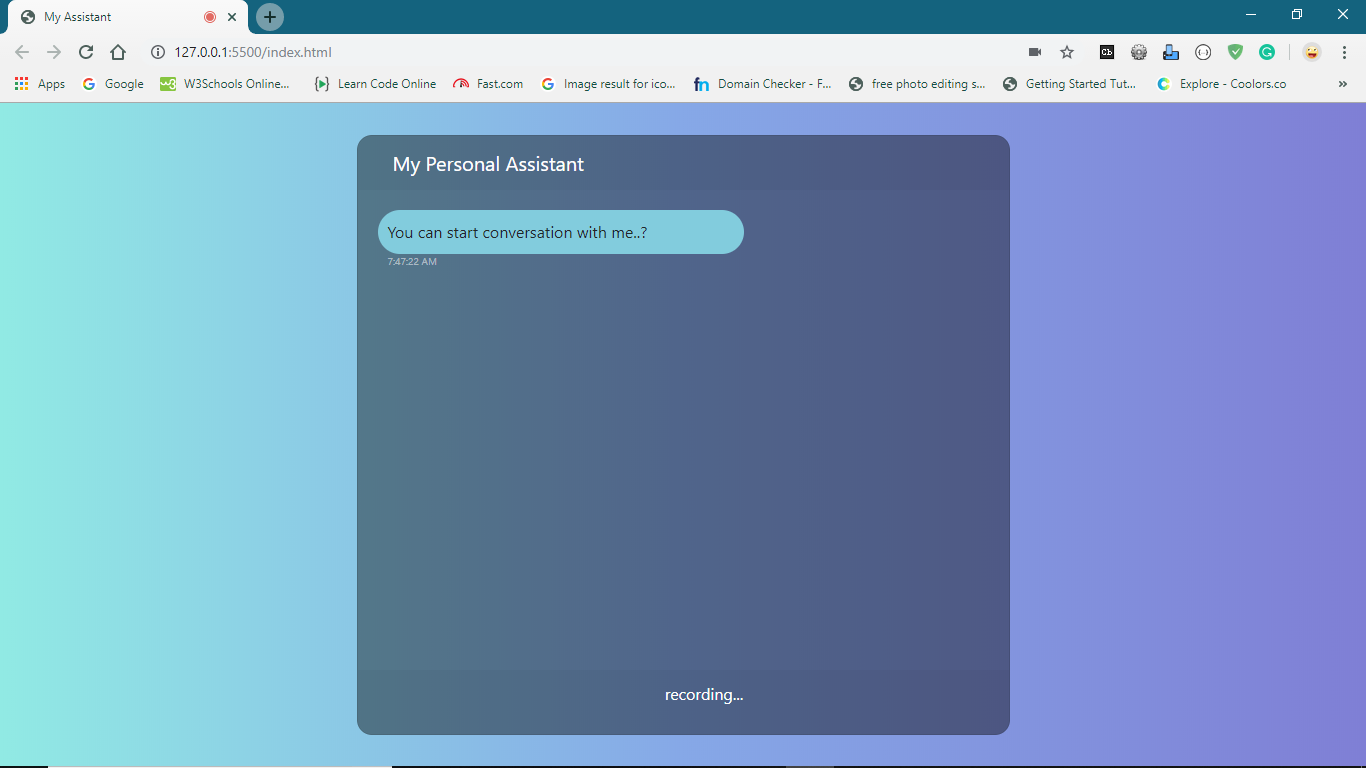 My Assistant
127.0.0.1:5500/index.html
Apps Google W3Schools Online... Learn Code Online Fast.com Image result for ico... Domain Checker - F... free photo editing s... Getting Started Tut... Explore - Coolors.co »
My Personal Assistant
You can start conversation with me..?
7:47:22 AM
recording...